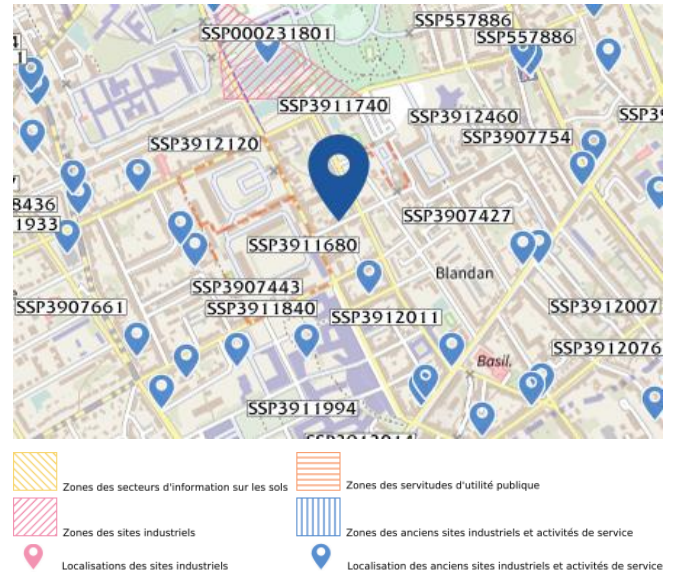 SSP557886
SSP000231801
SSP557886
SSP3911740
SSP3912460
SSP3907754
SSP3912120
8436
SSP3907427
1933
SSP3911680
Blandan
SSP3907443
SSP3907661
SSP3911840
SSP3912011
SSP3912007
SSP3912076
Basil.
SSP3911994
Zones des secteurs d'information sur les sols
Zones des servitudes d'utilité publique
Zones des sites industriels
Zones des anciens sites industriels et activités de service
Localisations des sites industriels
Localisation des anciens sites industriels et activités de service